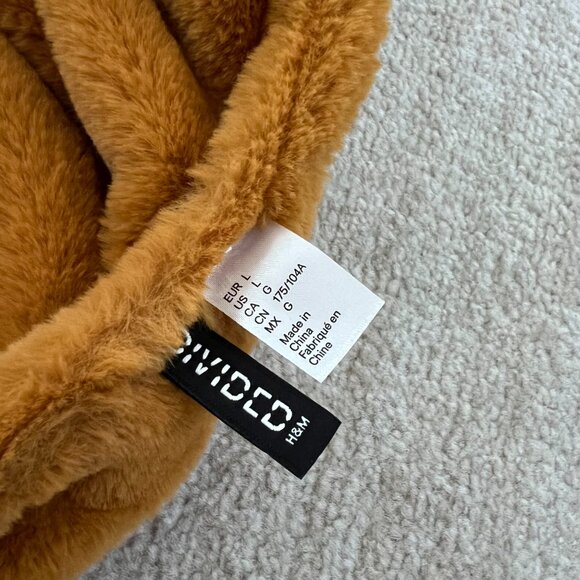 EUR L
US L
CA G
CN 175/104A
MX G
Made in
China
Fabriqué en
Chine
DIVIDED
H&M